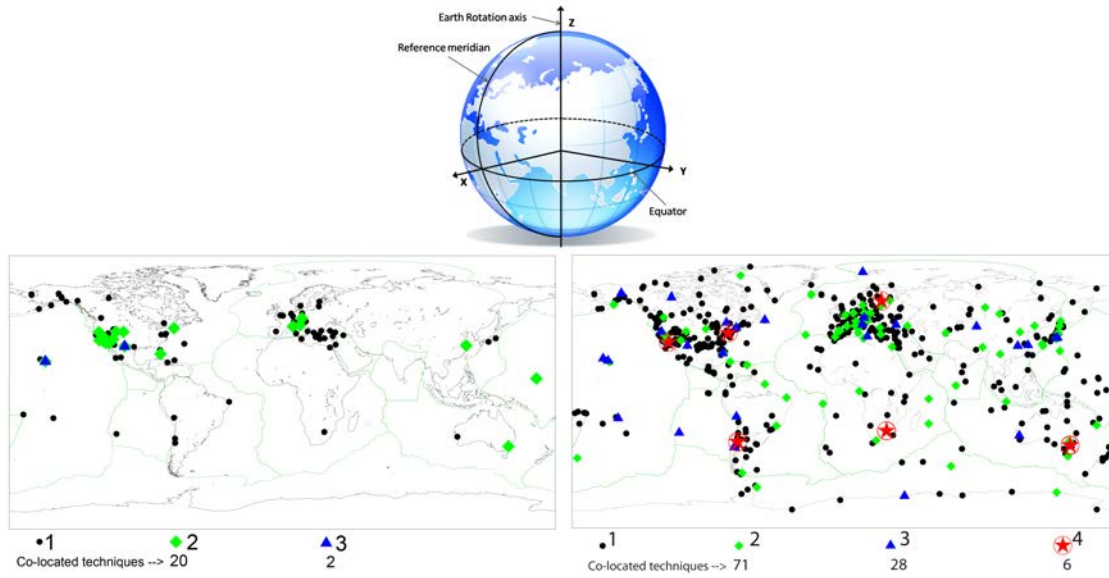 Earth Rotation axis
Z
Reference meridian
X
Y
Equator
1 2 3
Co-located techniques --> 20 2
1 2 3 4
Co-located techniques --> 71 28 6